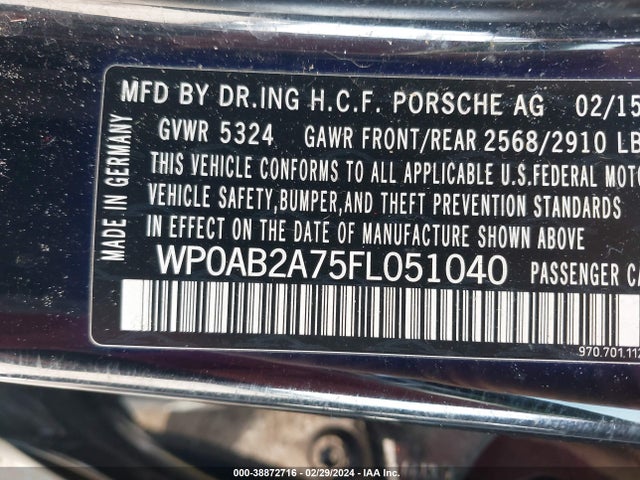 MADE IN GERMANY
MFD BY DR.ING H.C.F. PORSCHE AG 02/15
GVWR 5324 GAWR FRONT/REAR 2568/2910 LB
THIS VEHICLE CONFORMS TO ALL APPLICABLE U.S.FEDERAL MOTO
VEHICLE SAFETY,BUMPER,AND THEFT PREVENTION STANDARDS
IN EFFECT ON THE DATE OF MANUFACTURE SHOWN ABOVE
WP0AB2A75FL051040 PASSENGER CA
970.701.112
000-38872716 - 02/29/2024 - IAA Inc.